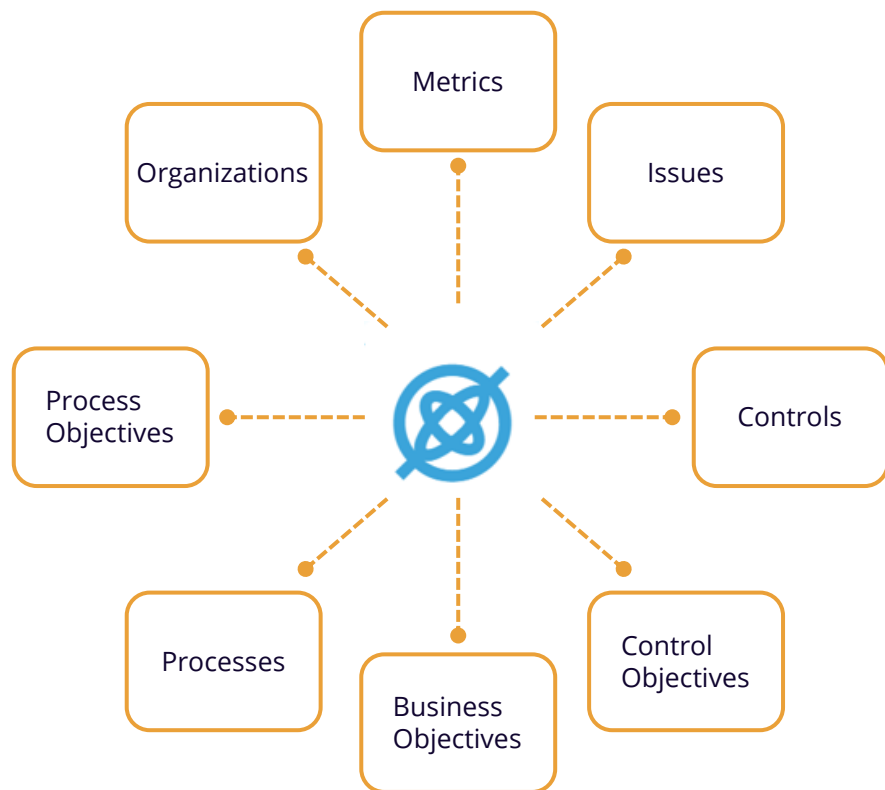 Metrics
Organizations
Issues
Process
Objectives
Controls
Processes
Control
Objectives
Business
Objectives